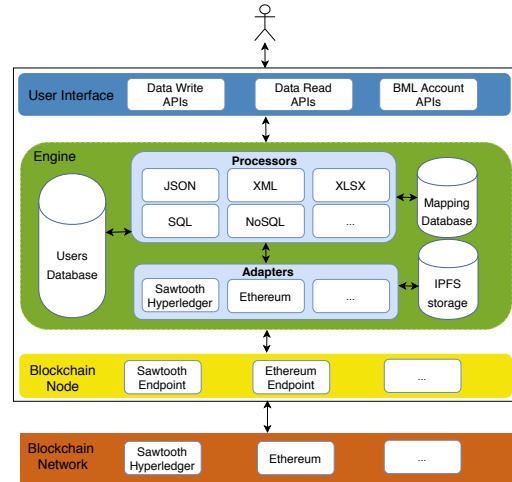 User Interface
Data Write
APIs
Data Read
APIs
BML Account
APIs
Engine
Processors
JSON
XML
XLSX
SQL
NoSQL
...
Users
Database
Mapping
Database
Adapters
Sawtooth
Hyperledger
Ethereum
...
IPFS
storage
Blockchain
Node
Sawtooth
Endpoint
Ethereum
Endpoint
...
Blockchain
Network
Sawtooth
Hyperledger
Ethereum
...